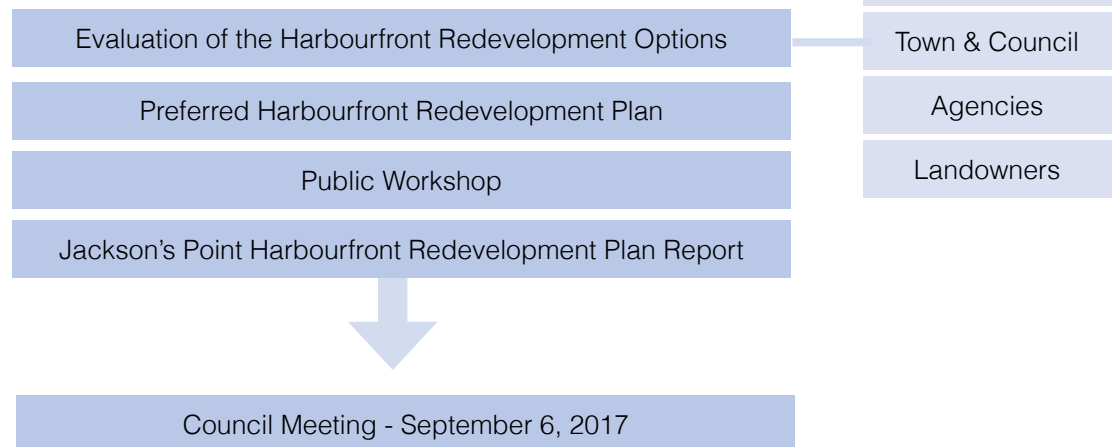 Evaluation of the Harbourfront Redevelopment Options
Town & Council
Preferred Harbourfront Redevelopment Plan
Agencies
Public Workshop
Landowners
Jackson’s Point Harbourfront Redevelopment Plan Report
Council Meeting - September 6, 2017